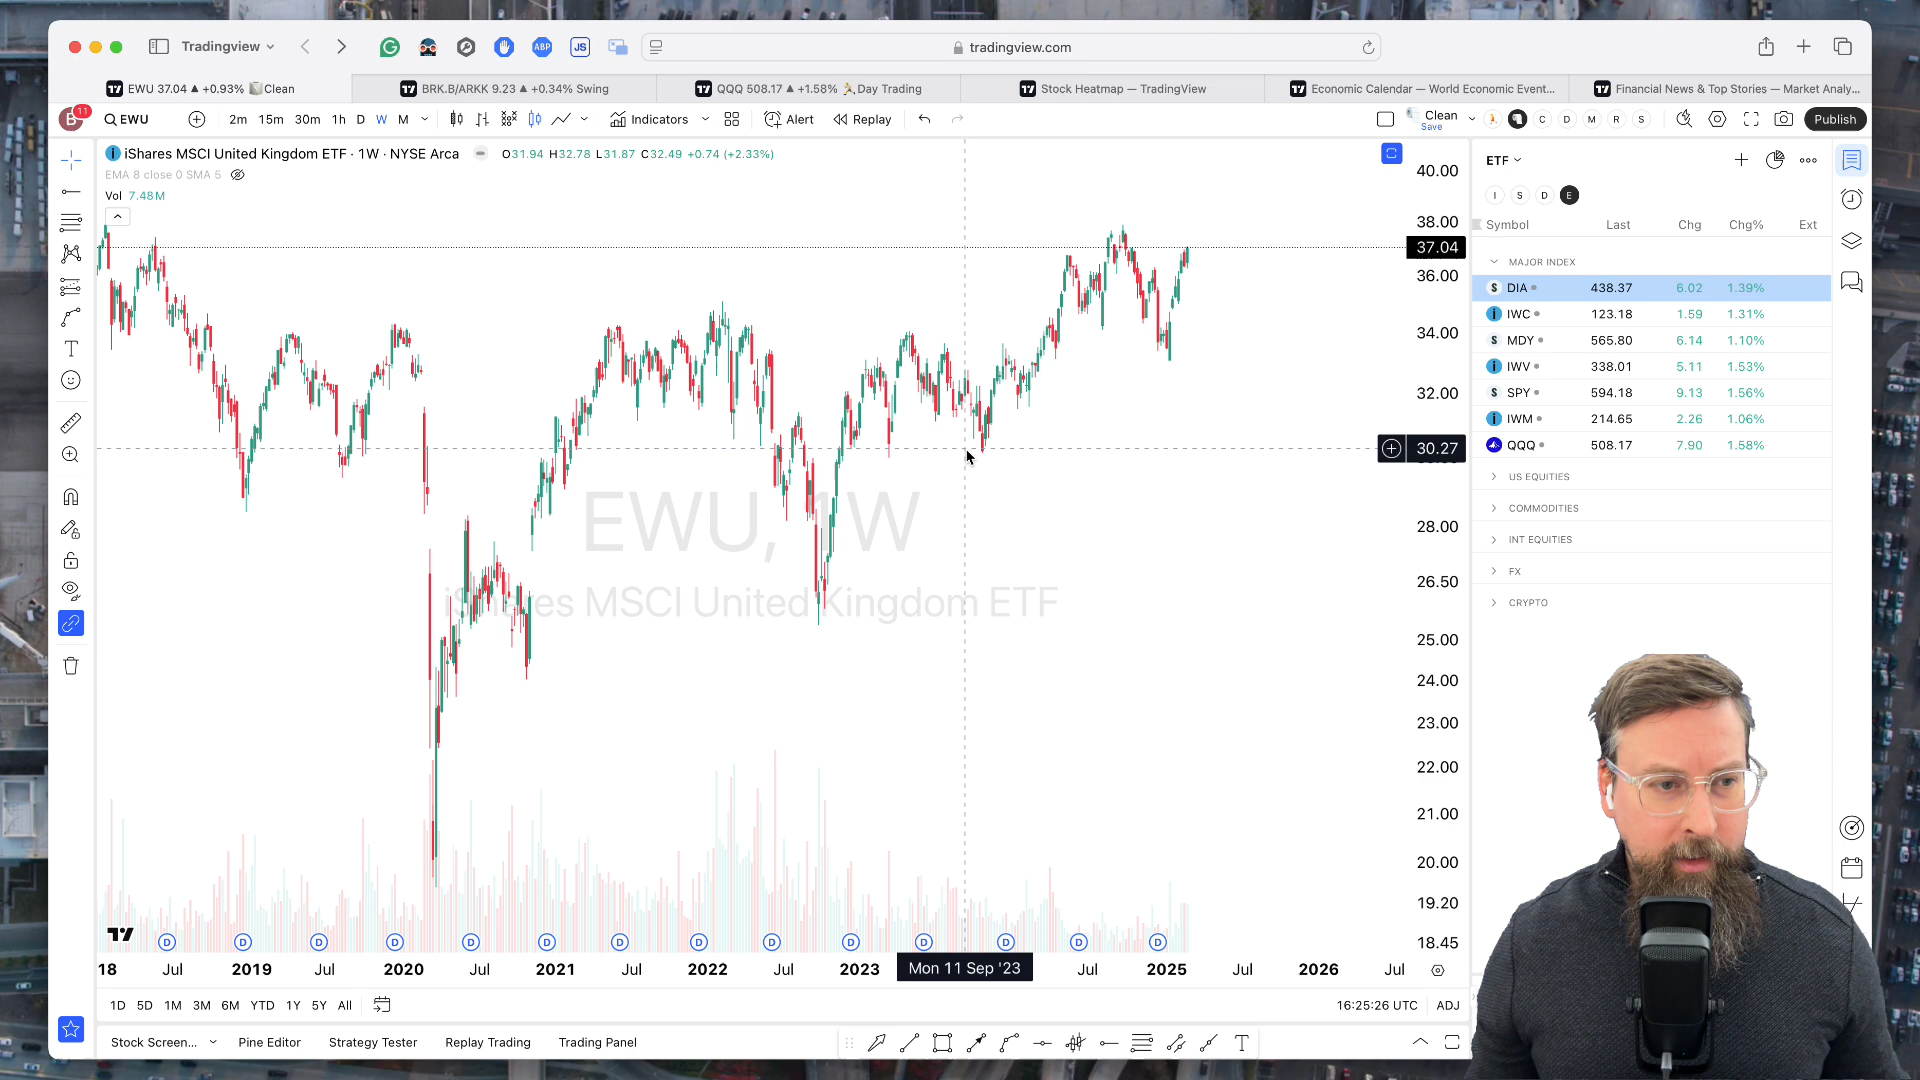 Tradingview
tradingview.com
EWU 37.04 ▲ +0.93% Clean
BRK.B/ARKK 9.23 ▲ +0.34% Swing
QQQ 508.17 ▲ +1.58% Day Trading
Stock Heatmap — TradingView
Economic Calendar — World Economic Event...
Financial News & Top Stories — Market Analy...
B 11
EWU
2m 15m 30m 1h D W M
Indicators
Alert
Replay
Clean
Save
C D M R S
Publish
iShares MSCI United Kingdom ETF · 1W · NYSE Arca O31.94 H32.78 L31.87 C32.49 +0.74 (+2.33%)
EMA 8 close 0 SMA 5
Vol 7.48M
EWU, 1W
iShares MSCI United Kingdom ETF
40.00
38.00
37.04
36.00
34.00
32.00
30.27
28.00
26.50
25.00
24.00
23.00
22.00
21.00
20.00
19.20
18.45
D D D D D D D D D D D D D D
18 Jul 2019 Jul 2020 Jul 2021 Jul 2022 Jul 2023 Mon 11 Sep '23 Jul 2025 Jul 2026 Jul
1D 5D 1M 3M 6M YTD 1Y 5Y All
16:25:26 UTC ADJ
Stock Screen... Pine Editor Strategy Tester Replay Trading Trading Panel
ETF
I S D E
Symbol Last Chg Chg% Ext
MAJOR INDEX
DIA 438.37 6.02 1.39%
IWC 123.18 1.59 1.31%
MDY 565.80 6.14 1.10%
IWV 338.01 5.11 1.53%
SPY 594.18 9.13 1.56%
IWM 214.65 2.26 1.06%
QQQ 508.17 7.90 1.58%
US EQUITIES
COMMODITIES
INT EQUITIES
FX
CRYPTO